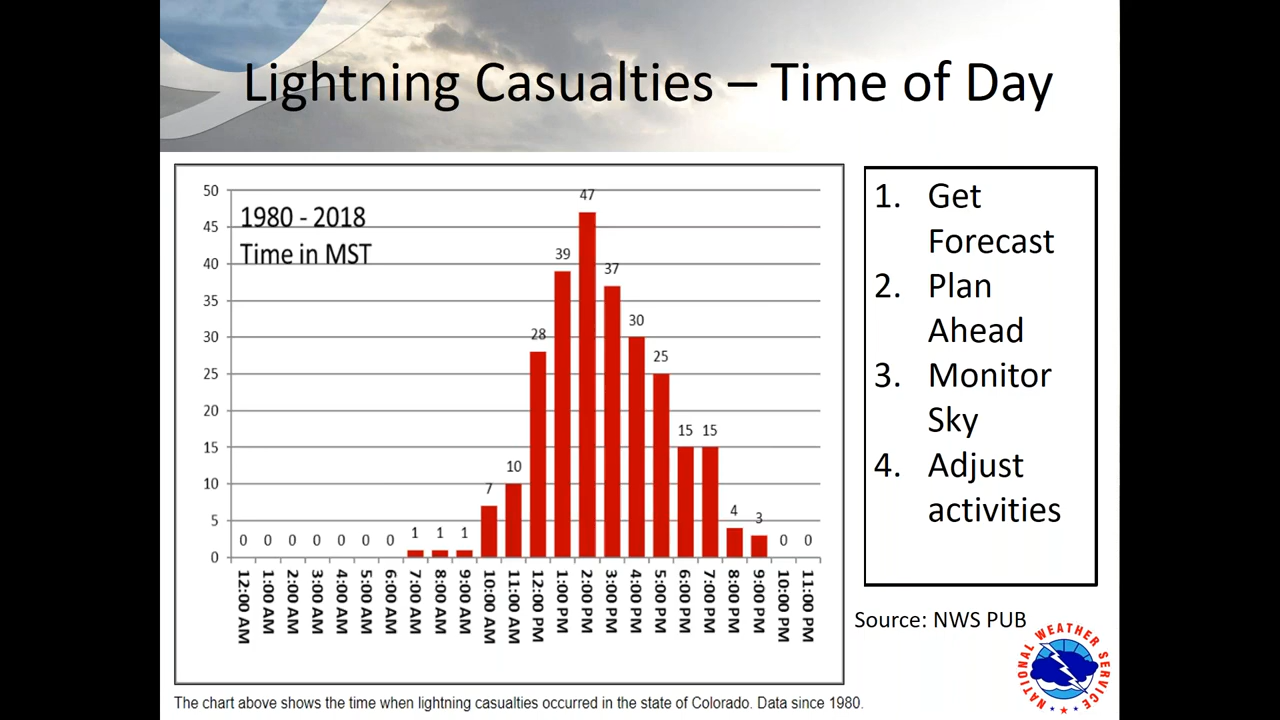 Lightning Casualties – Time of Day
1980 - 2018
Time in MST
50
45
40
35
30
25
20
15
10
5
0
0
0
0
0
0
0
0
1
1
1
7
10
28
39
47
37
30
25
15
15
4
3
0
0
12:00 AM
1:00 AM
2:00 AM
3:00 AM
4:00 AM
5:00 AM
6:00 AM
7:00 AM
8:00 AM
9:00 AM
10:00 AM
11:00 AM
12:00 PM
1:00 PM
2:00 PM
3:00 PM
4:00 PM
5:00 PM
6:00 PM
7:00 PM
8:00 PM
9:00 PM
10:00 PM
11:00 PM
The chart above shows the time when lightning casualties occurred in the state of Colorado. Data since 1980.
1. Get
Forecast
2. Plan
Ahead
3. Monitor
Sky
4. Adjust
activities
Source: NWS PUB
NATIONAL WEATHER SERVICE